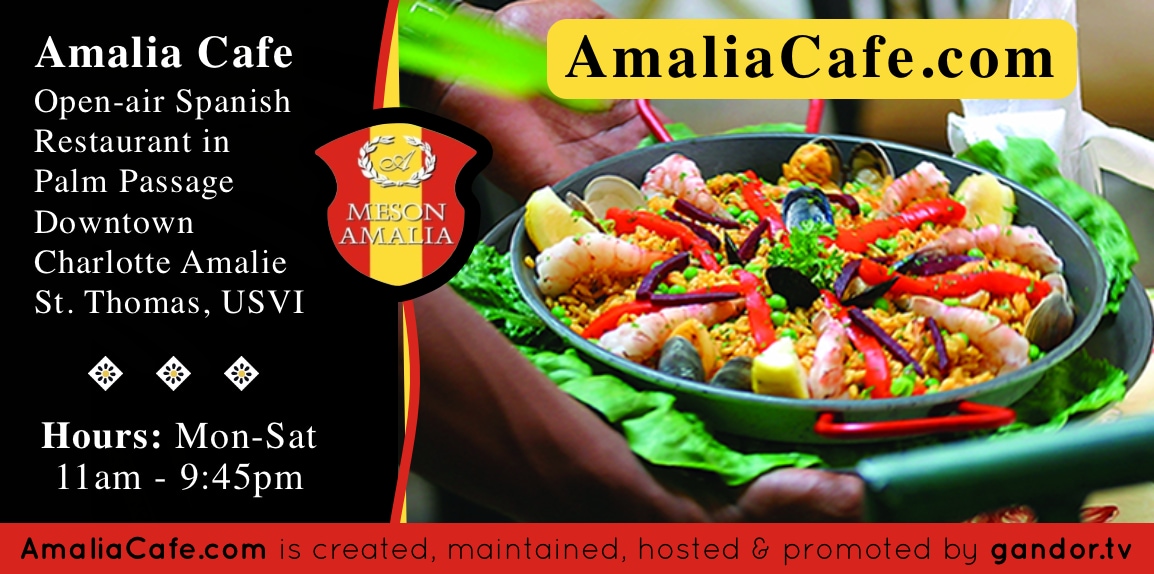 Amalia Cafe
Open-air Spanish
Restaurant in
Palm Passage
Downtown
Charlotte Amalie
St. Thomas, USVI
Hours: Mon-Sat
11am - 9:45pm
A
MESON
AMALIA
AmaliaCafe.com
AmaliaCafe.com is created, maintained, hosted & promoted by gandor.tv